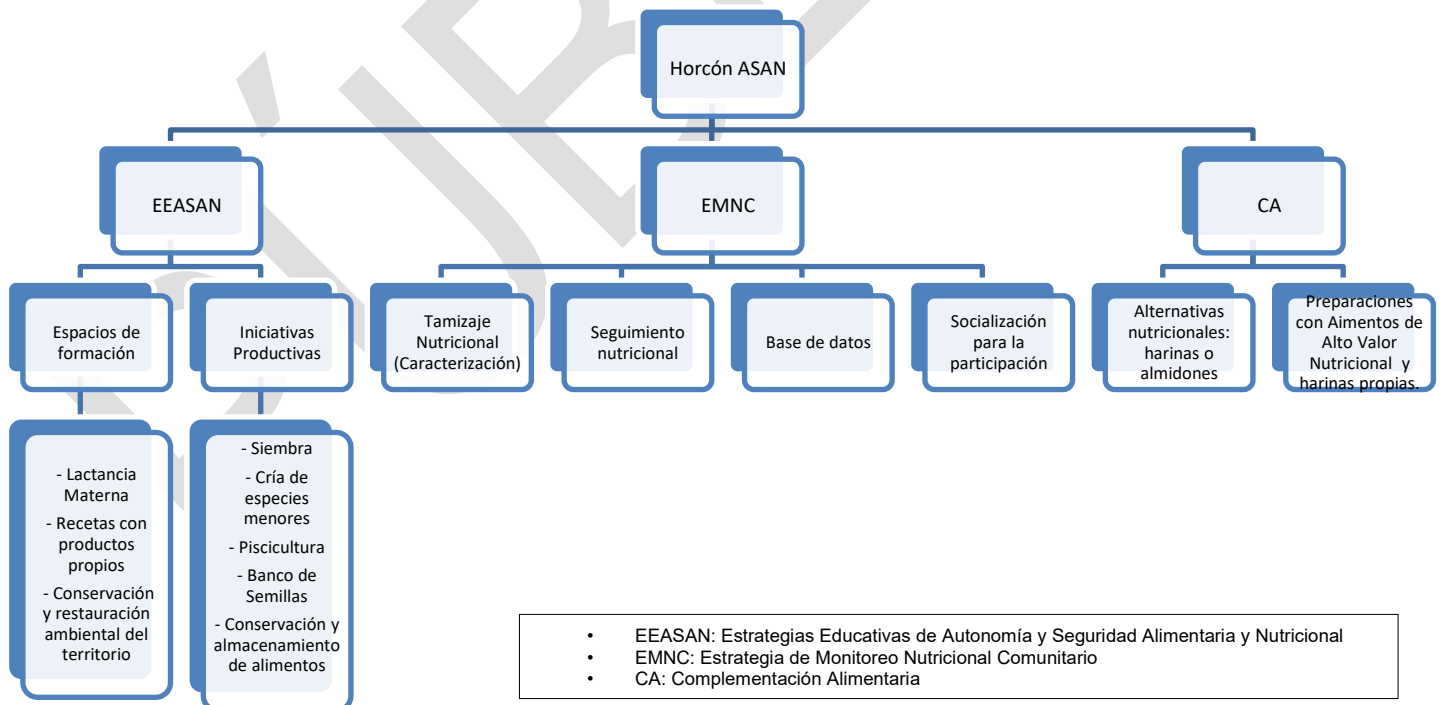 Horcón ASAN
EEASAN
EMNC
CA
Espacios de
formación
Iniciativas
Productivas
Tamizaje
Nutricional
(Caracterización)
Seguimiento
nutricional
Base de datos
Socialización
para la
participación
Alternativas
nutricionales:
harinas o
almidones
Preparaciones
con Aimentos de
Alto Valor
Nutricional y
harinas propias.
- Lactancia
Materna
- Recetas con
productos
propios
- Conservación
y restauración
ambiental del
territorio
- Siembra
- Cría de
especies
menores
- Piscicultura
- Banco de
Semillas
- Conservación y
almacenamiento
de alimentos
• EEASAN: Estrategias Educativas de Autonomía y Seguridad Alimentaria y Nutricional
• EMNC: Estrategia de Monitoreo Nutricional Comunitario
• CA: Complementación Alimentaria